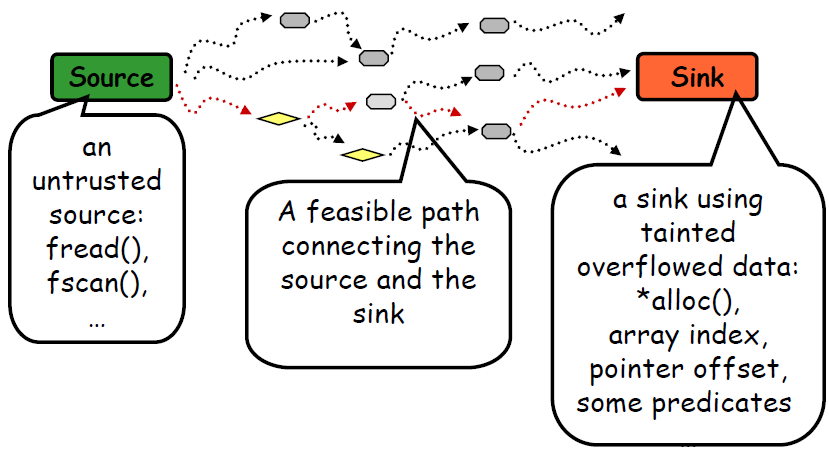 Source
Sink
an
untrusted
source:
fread(),
fscan(),
...
A feasible path
connecting the
source and the
sink
a sink using
tainted
overflowed data:
*alloc(),
array index,
pointer offset,
some predicates
...